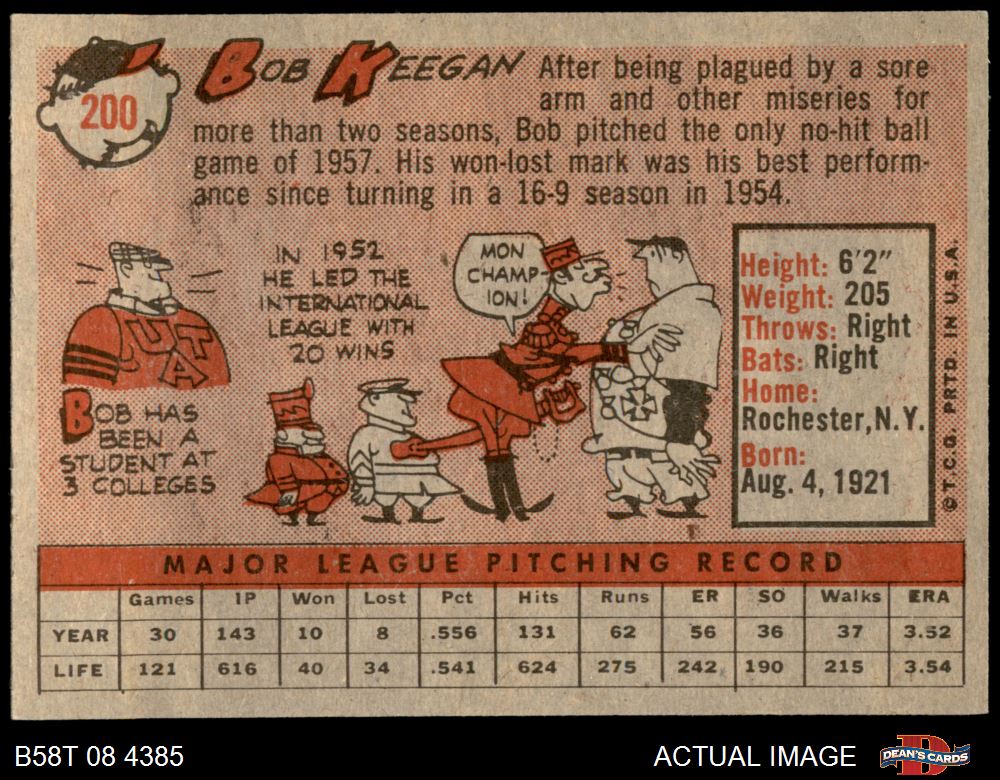 200
BOB KEEGAN After being plagued by a sore
arm and other miseries for
more than two seasons, Bob pitched the only no-hit ball
game of 1957. His won-lost mark was his best perform-
ance since turning in a 16-9 season in 1954.
UTA
BOB HAS
BEEN A
STUDENT AT
3 COLLEGES
IN 1952
HE LED THE
INTERNATIONAL
LEAGUE WITH
20 WINS
MON
CHAMP-
ION!
Height: 6'2"
Weight: 205
Throws: Right
Bats: Right
Home:
Rochester, N.Y.
Born:
Aug. 4, 1921
©T.C.G. PRTD. IN U.S.A.
MAJOR LEAGUE PITCHING RECORD
Games IP Won Lost Pct Hits Runs ER SO Walks ERA
YEAR 30 143 10 8 .556 131 62 56 36 37 3.52
LIFE 121 616 40 34 .541 624 275 242 190 215 3.54
B58T 08 4385
ACTUAL IMAGE
DEAN'S CARDS